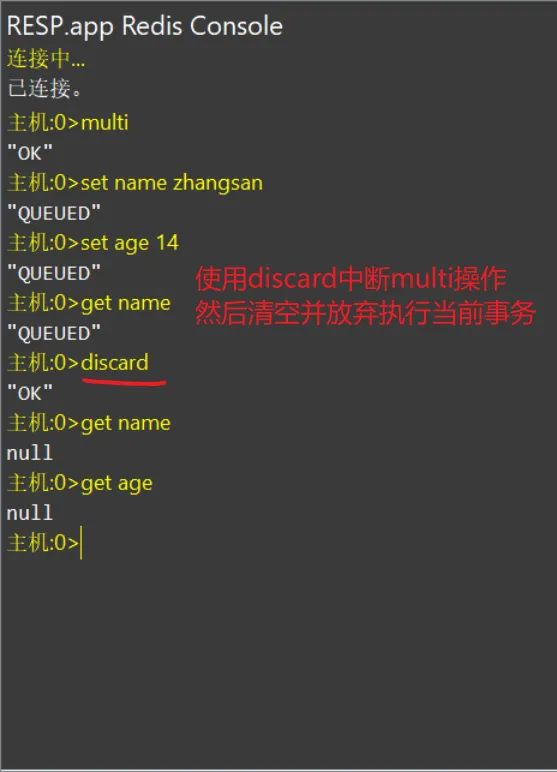 RESP.app Redis Console
连接中...
已连接。
主机:0>multi
"OK"
主机:0>set name zhangsan
"QUEUED"
主机:0>set age 14
"QUEUED"
使用discard中断multi操作
然后清空并放弃执行当前事务
主机:0>get name
"QUEUED"
主机:0>discard
"OK"
主机:0>get name
null
主机:0>get age
null
主机:0>